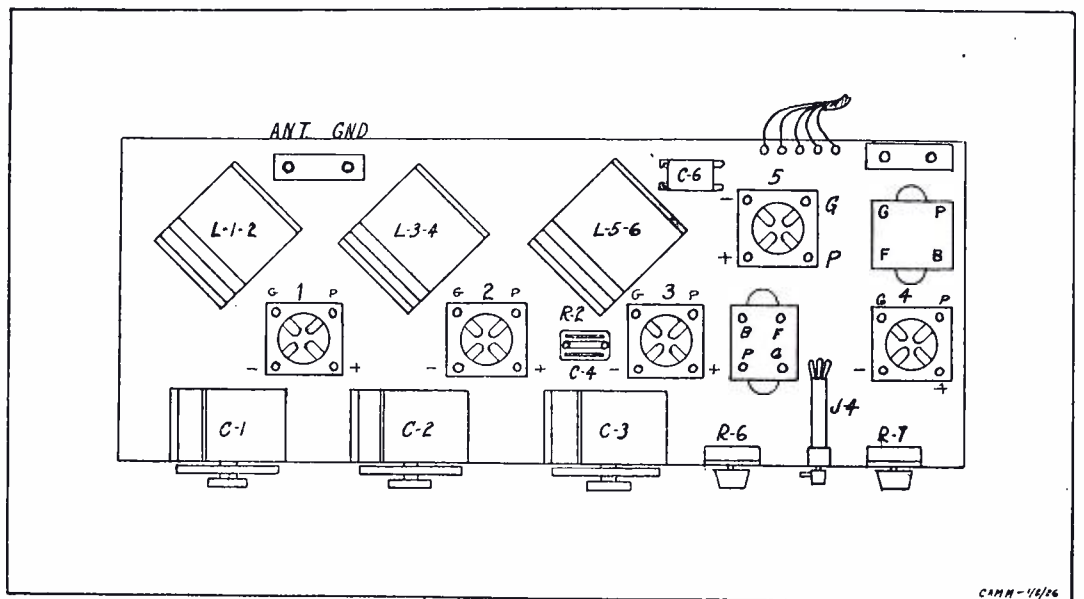 ANT. GND
C-6
5
- G
+ P
G P
F B
L-1-2
L-3-4
L-5-6
G 1 P
- +
G 2 P
- +
R-2
C-4
G 3 P
- +
B F
P G
G 4 P
- +
J-4
C-1
C-2
C-3
R-6
R-7